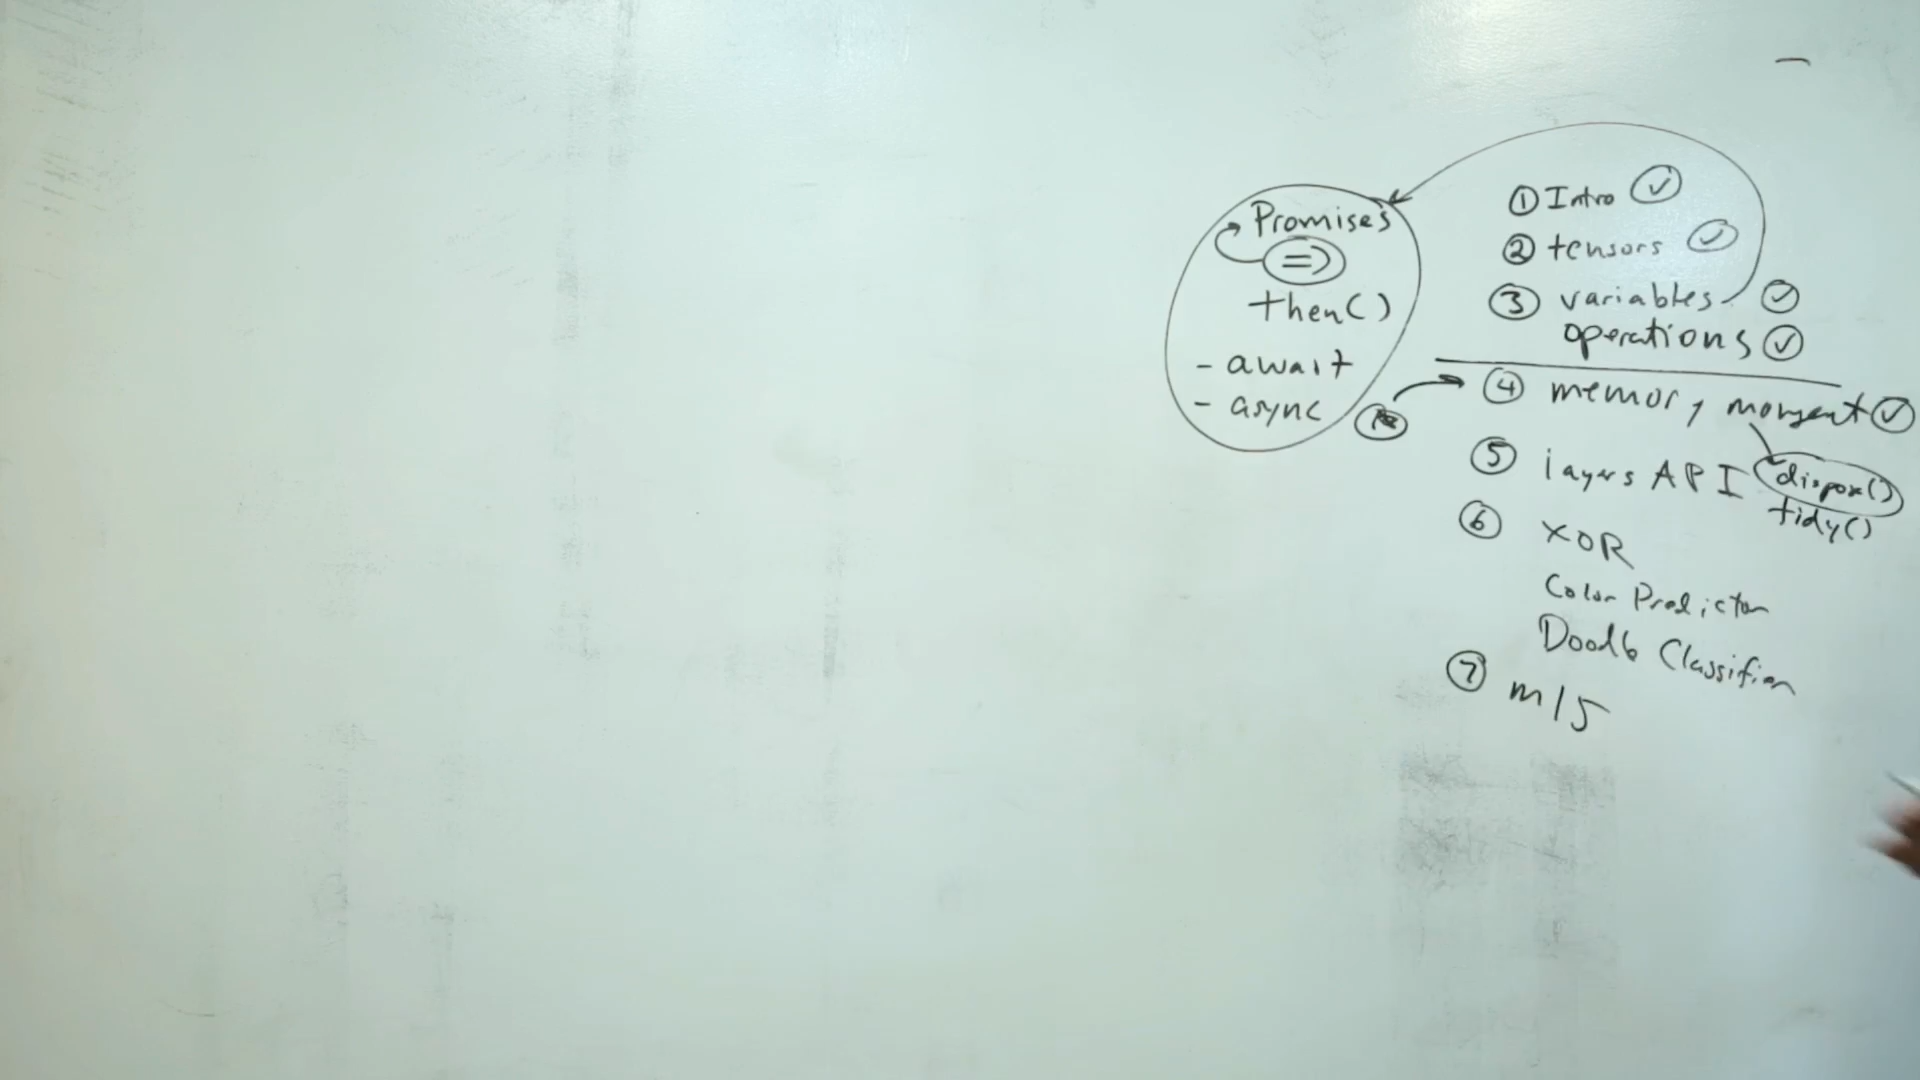 Promises
=>
then()
- await
- async
① Intro ✓
② tensors ✓
③ variables ✓
operations ✓
④ memory ✓
⑤ layers API
dispose()
tidy()
⑥ XOR
Color Predictor
Doodle Classifier
⑦ ml5